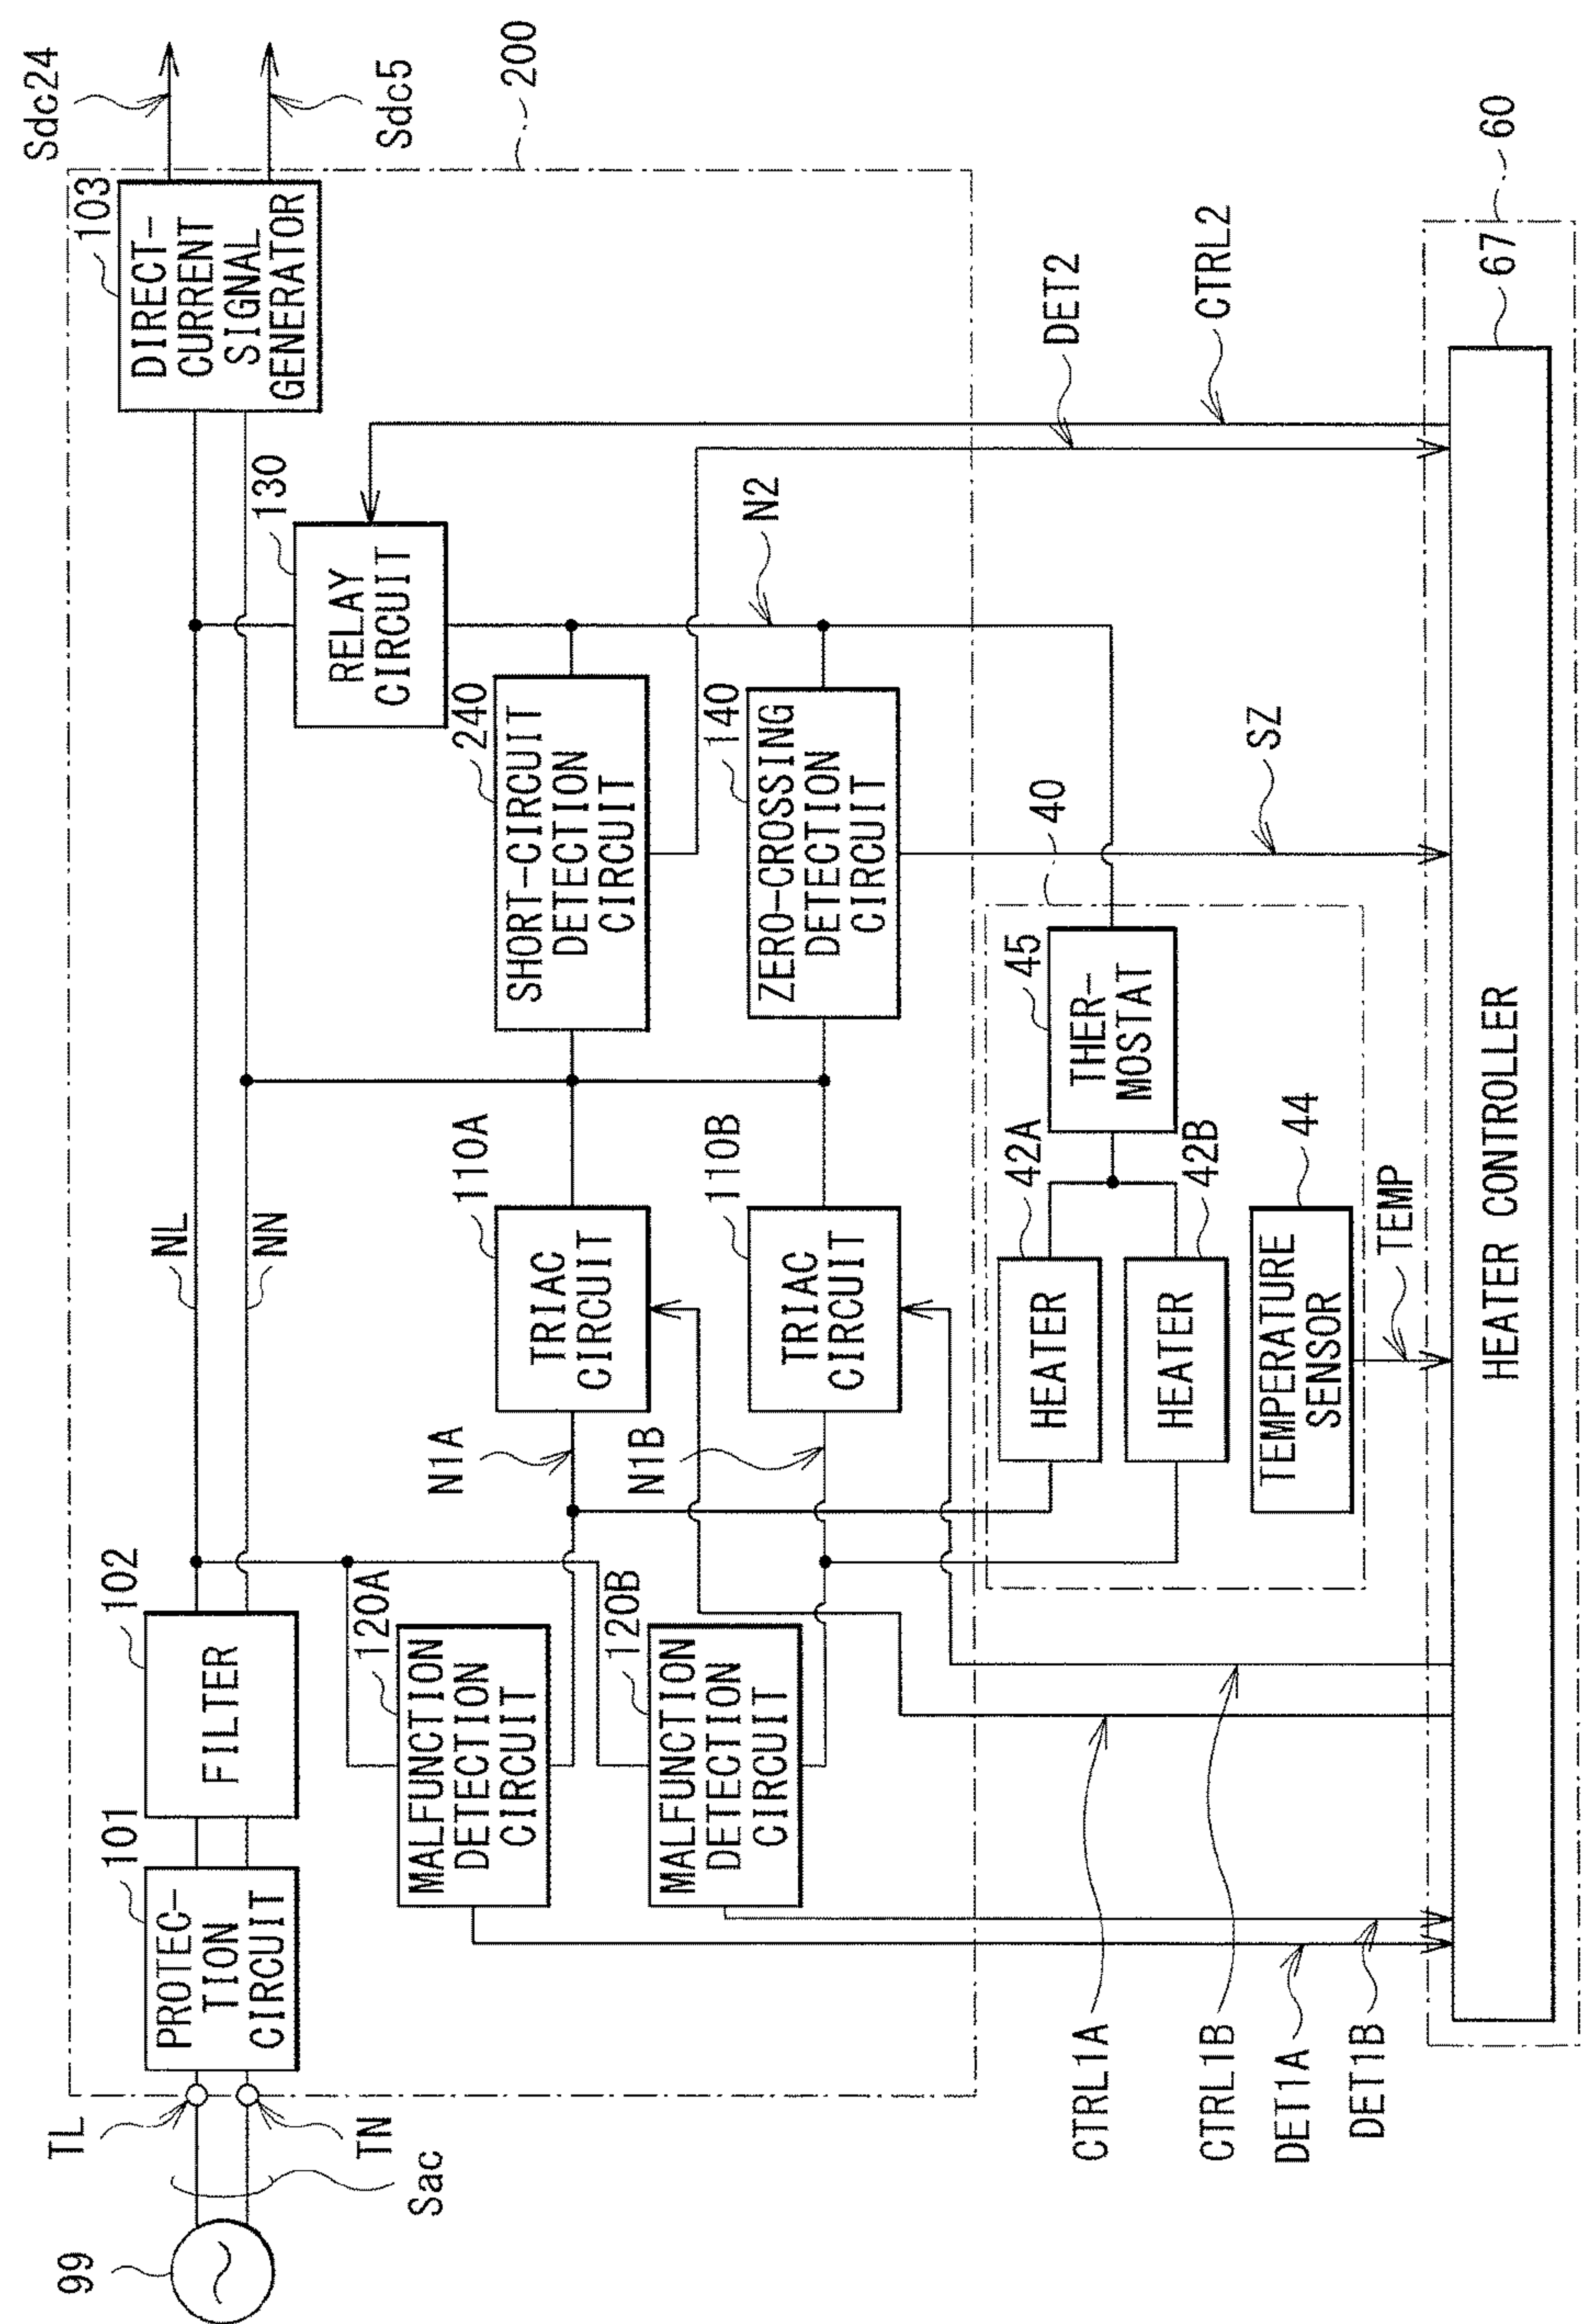 99
Sac
TL
TN
101
PROTEC-
TION
CIRCUIT
102
FILTER
NL
NN
103
DIRECT-
CURRENT
SIGNAL
GENERATOR
Sdc24
Sdc5
200
120A
MALFUNCTION
DETECTION
CIRCUIT
120B
MALFUNCTION
DETECTION
CIRCUIT
N1A
110A
TRIAC
CIRCUIT
N1B
110B
TRIAC
CIRCUIT
130
RELAY
CIRCUIT
240
SHORT-CIRCUIT
DETECTION
CIRCUIT
140
ZERO-CROSSING
DETECTION
CIRCUIT
N2
40
42A
HEATER
42B
HEATER
45
THER-
MOSTAT
44
TEMPERATURE
SENSOR
TEMP
SZ
DET2
CTRL2
CTRL1A
CTRL1B
DET1A
DET1B
60
67
HEATER CONTROLLER